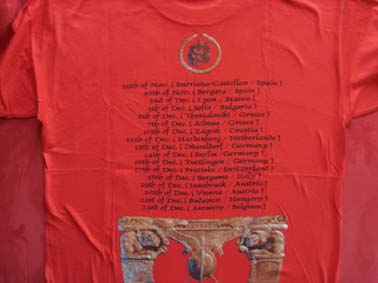 29th of Nov. ( Burriana-Castellon / Spain )
30th of Nov. ( Bergara / Spain )
2nd of Dec. ( Lyon / France )
5th of Dec. ( Sofia / Bulgaria )
6th of Dec. ( Thessaloniki / Greece )
7th of Dec. ( Athens / Greece )
10th of Dec. ( Zagreb / Croatia )
12th of Dec. ( Hardenberg / Netherlands )
13th of Dec. ( Düsseldorf / Germany )
14th of Dec. ( Berlin / Germany )
16th of Dec. ( Tuttlingen / Germany )
17th of Dec. ( Pratteln / Switzerland )
18th of Dec. ( Bergamo / Italy )
19th of Dec. ( Innsbruck / Austria )
20th of Dec. ( Vienna / Austria )
21st of Dec. ( Budapest / Hungary )
23rd of Dec. ( Antwerp / Belgium )